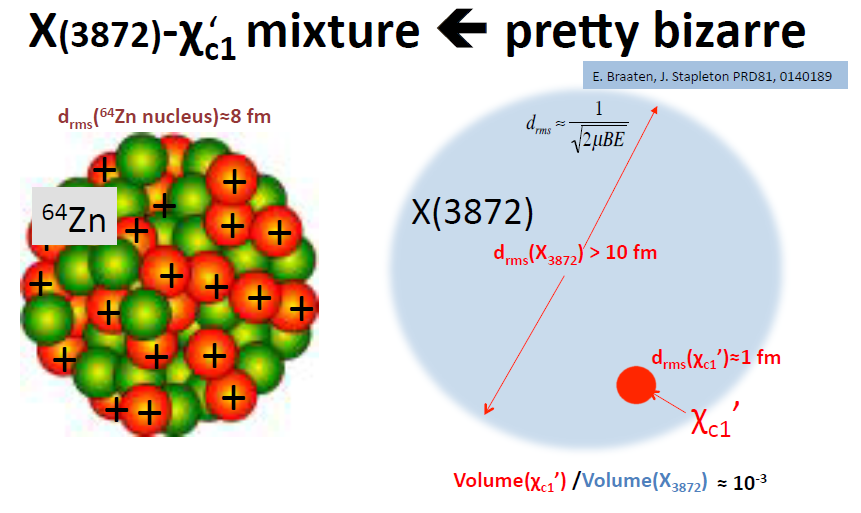 X(3872)-χ'c1 mixture 🡸 pretty bizarre
E. Braaten, J. Stapleton PRD81, 0140189
drms(⁶⁴Zn nucleus)≈8 fm
drms ≈ 1/√2μBE
⁶⁴Zn
X(3872)
drms(X3872) > 10 fm
drms(χc1’)≈1 fm
χc1’
Volume(χc1’) /Volume(X3872) ≈ 10⁻³
+ + + + + + + + + + + + + + + + + +